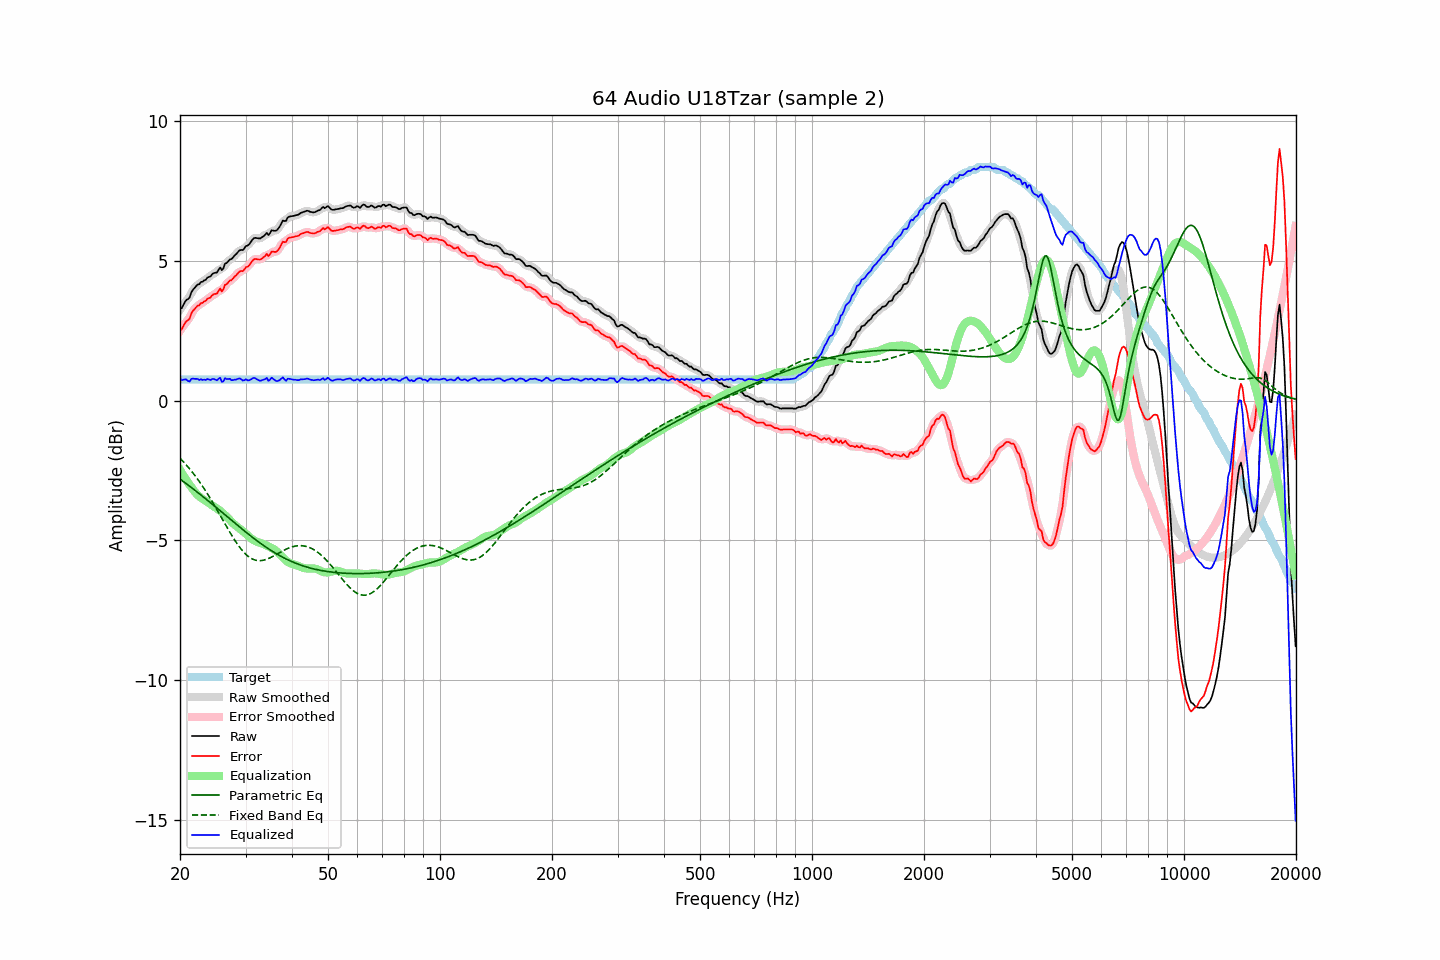 64 Audio U18Tzar (sample 2)
10
5
0
−5
−10
−15
Amplitude (dBr)
Target
Raw Smoothed
Error Smoothed
Raw
Error
Equalization
Parametric Eq
Fixed Band Eq
Equalized
20 50 100 200 500 1000 2000 5000 10000 20000
Frequency (Hz)